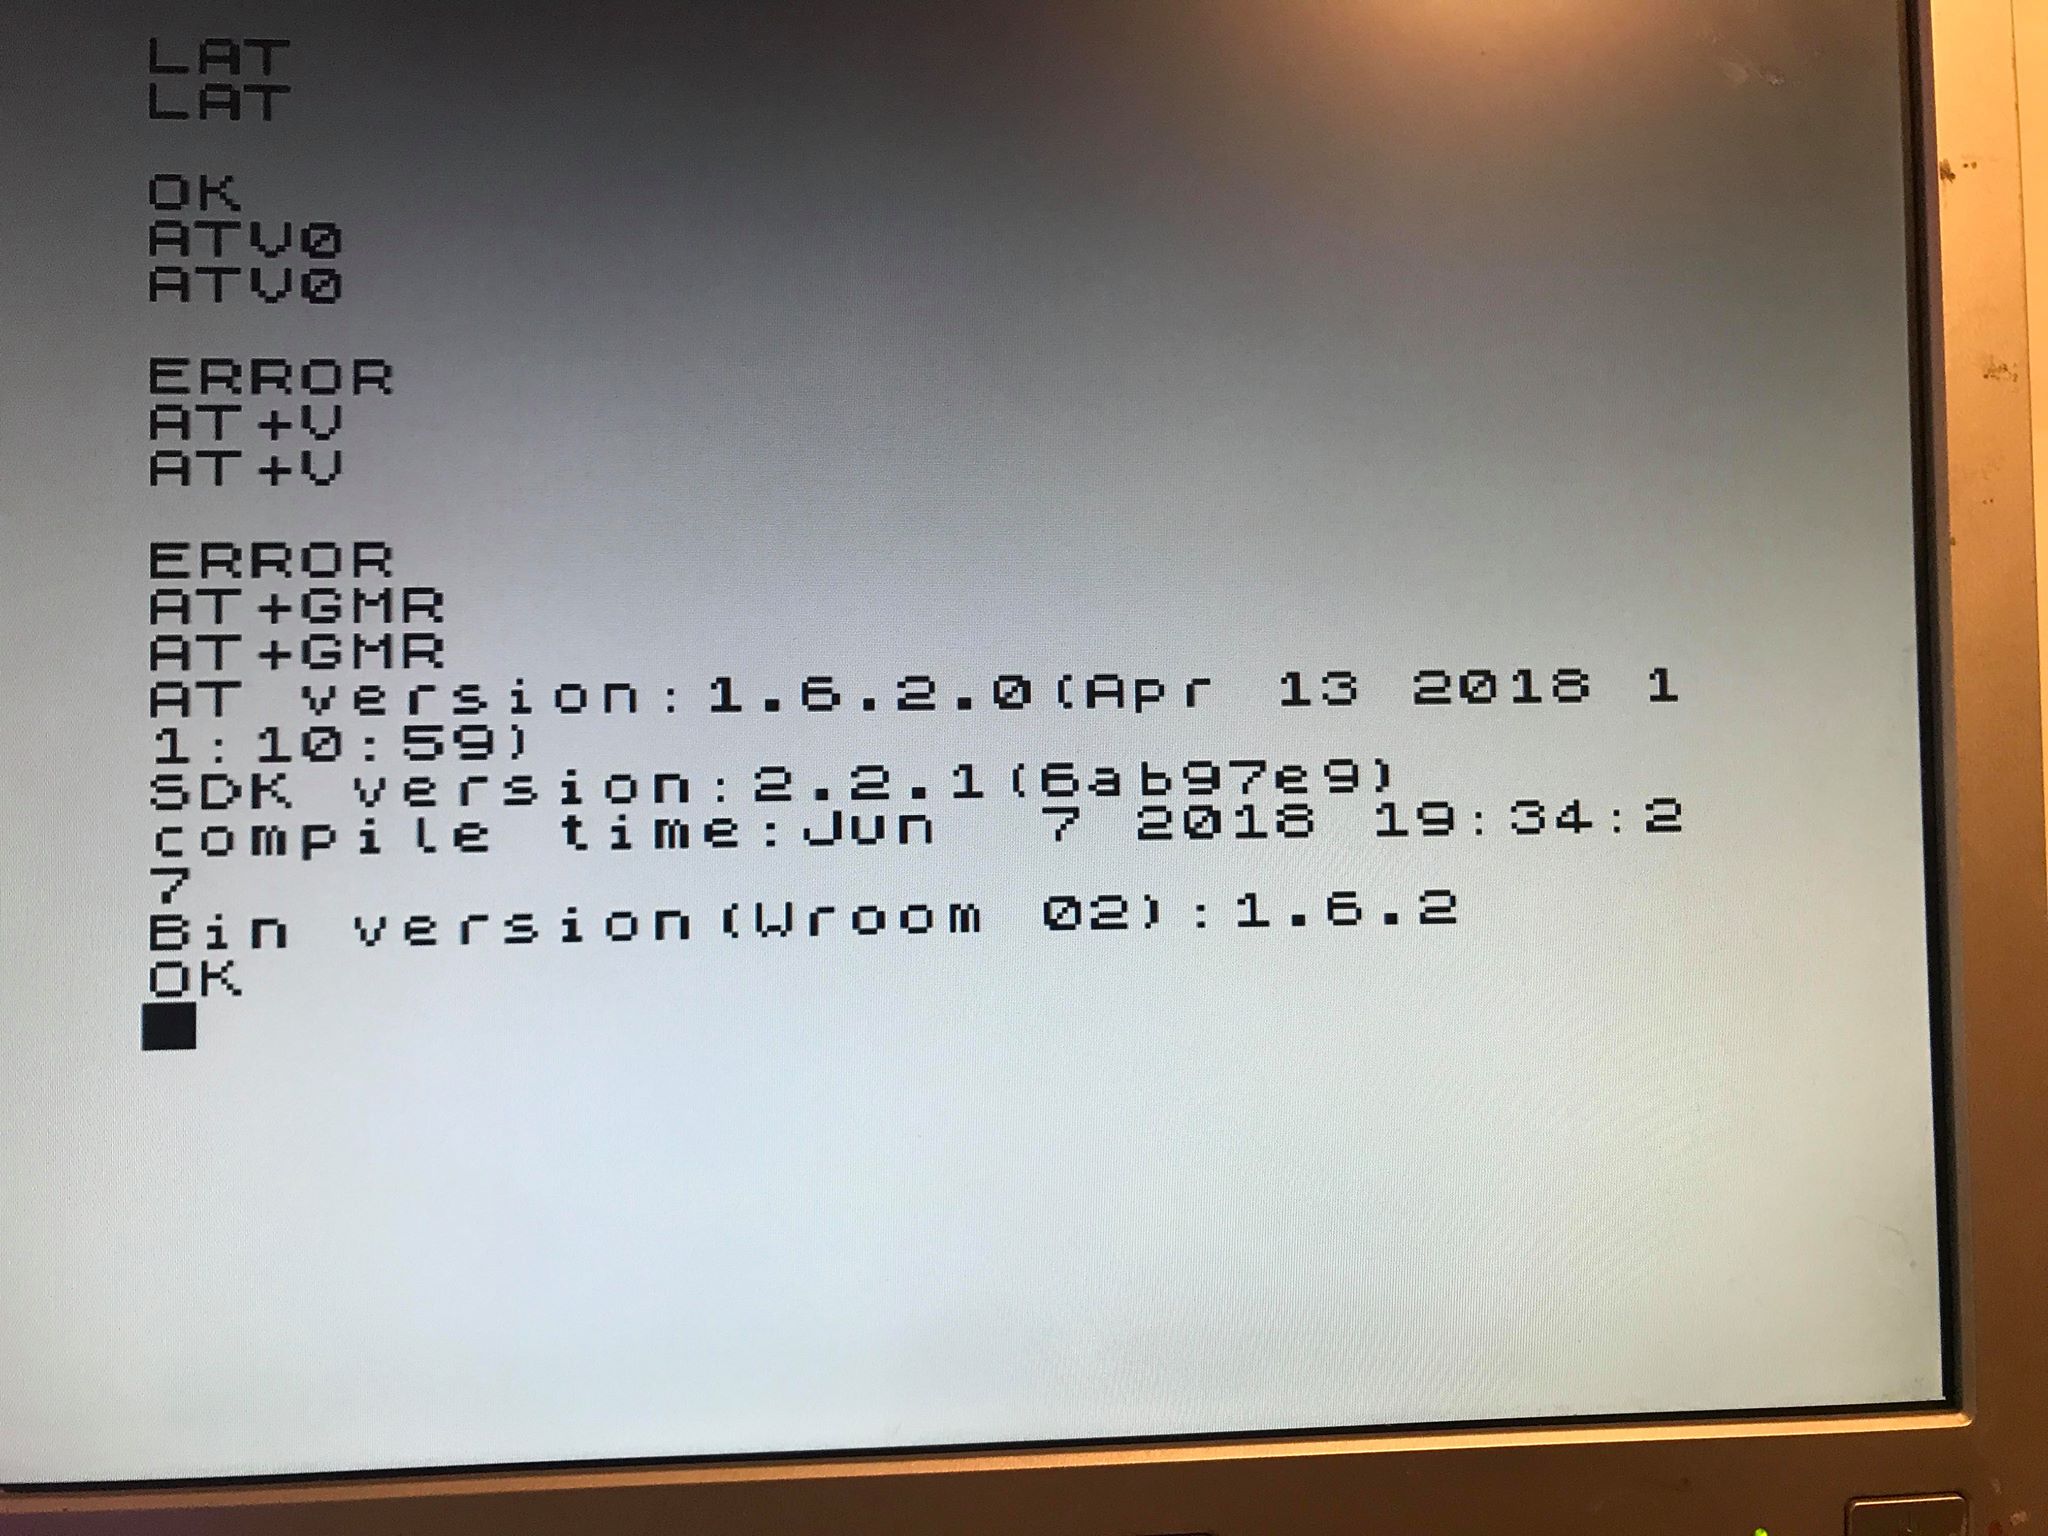 LAT
LAT
OK
ATV0
ATV0
ERROR
AT+V
AT+V
ERROR
AT+GMR
AT+GMR
AT version:1.6.2.0(Apr 13 2018 1
1:10:59)
SDK version:2.2.1(6ab97e9)
compile time:Jun  7 2018 19:34:2
7
Bin version(Wroom 02):1.6.2
OK